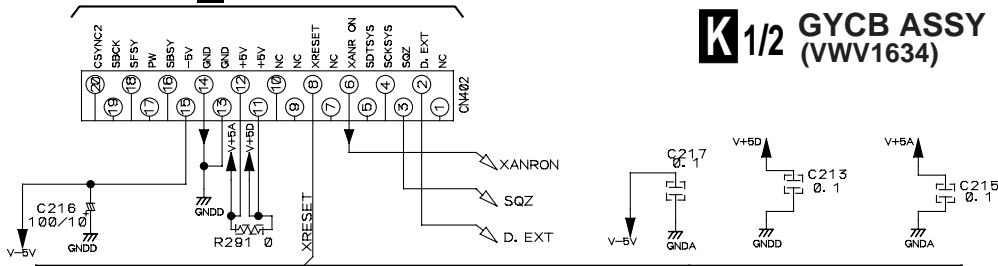 K 1/2 GYCB ASSY
(VWV1634)
CSYNC2
SBCK
SFSY
PW
SBSY
-5V
GND
GND
+5V
+5V
NC
NC
XRESET
NC
XANR ON
SDTSYS
SCKSYS
SQZ
D. EXT
NC
20 19 18 17 16 15 14 13 12 11 10 9 8 7 6 5 4 3 2 1
CN402
V+5A
V+5D
XANRON
SQZ
D. EXT
XRESET
GNDD
R291 0
C216
100/10
V-5V
GNDD
C217
0.1
V-5V
GNDA
V+5D
C213
0.1
GNDD
V+5A
C215
0.1
GNDA